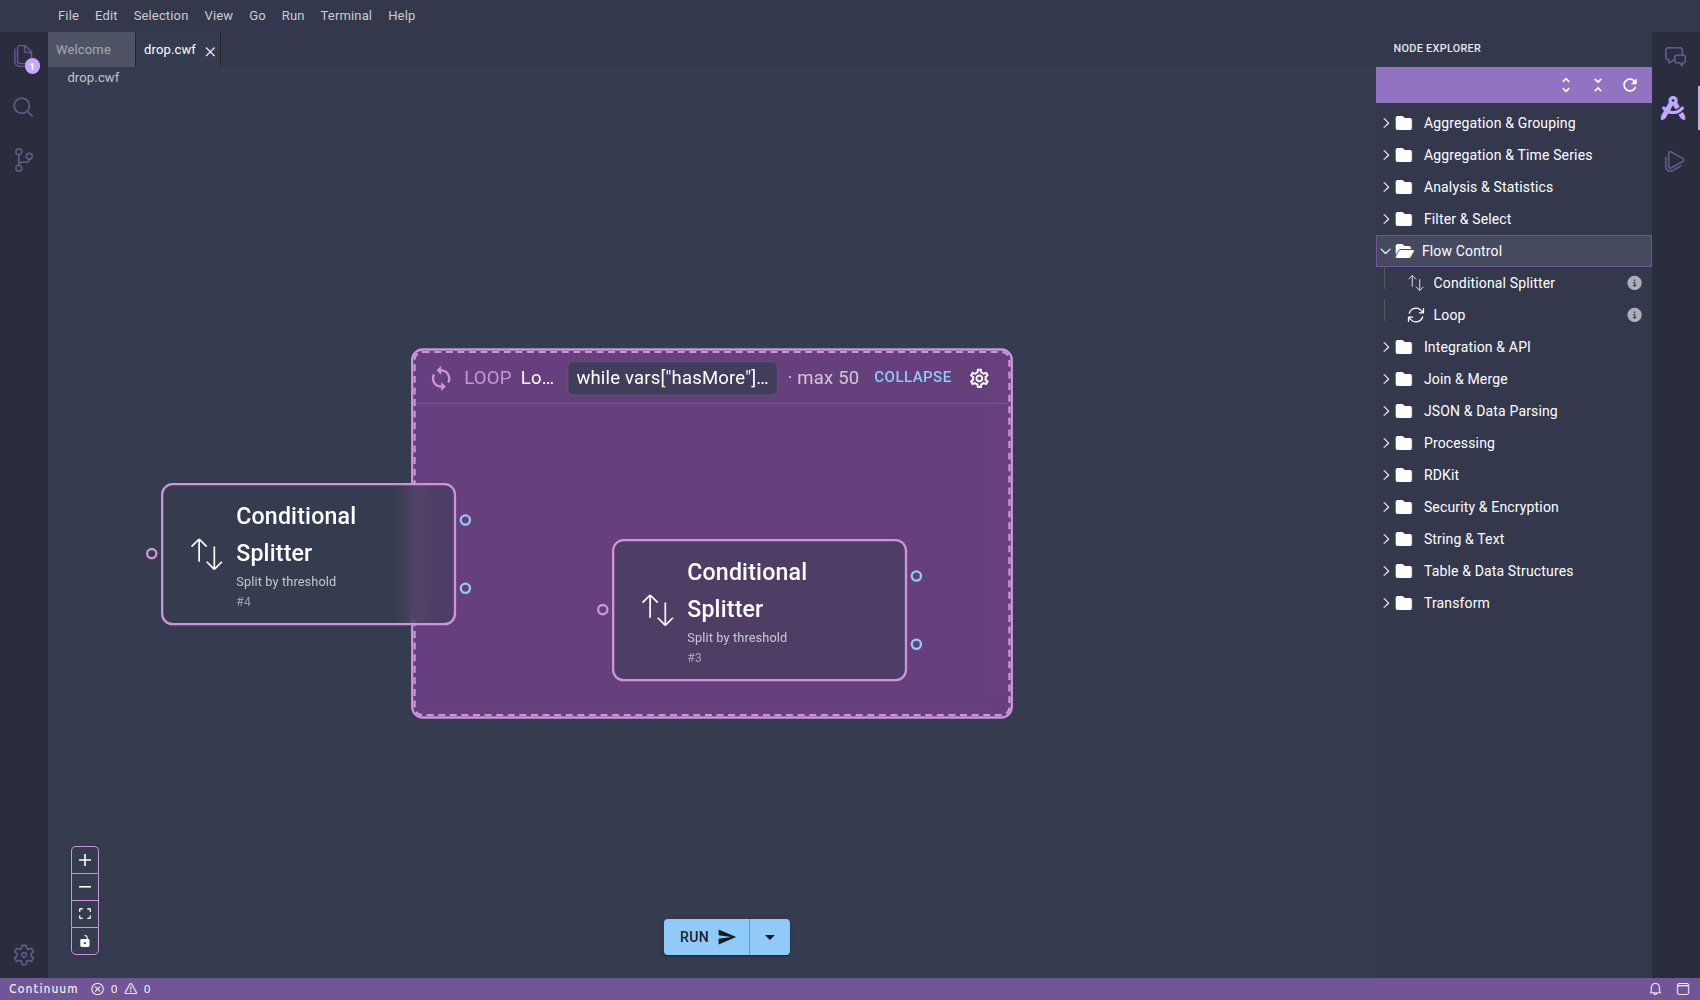 File Edit Selection View Go Run Terminal Help
Welcome
drop.cwf
drop.cwf
NODE EXPLORER
Aggregation & Grouping
Aggregation & Time Series
Analysis & Statistics
Filter & Select
Flow Control
Conditional Splitter
Loop
Integration & API
Join & Merge
JSON & Data Parsing
Processing
RDKit
Security & Encryption
String & Text
Table & Data Structures
Transform
LOOP Lo... while vars["hasMore"]... · max 50 COLLAPSE
Conditional
Splitter
Split by threshold
#4
Conditional
Splitter
Split by threshold
#3
RUN
Continuum 0 0
1